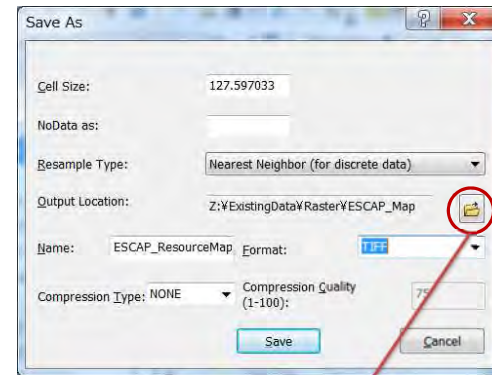 Save As
Cell Size: 127.597033
NoData as:
Resample Type: Nearest Neighbor (for discrete data)
Output Location: Z:¥ExistingData¥Raster¥ESCAP_Map
Name: ESCAP_ResourceMap Format: TIFF
Compression Type: NONE Compression Quality
(1-100): 75
Save Cancel